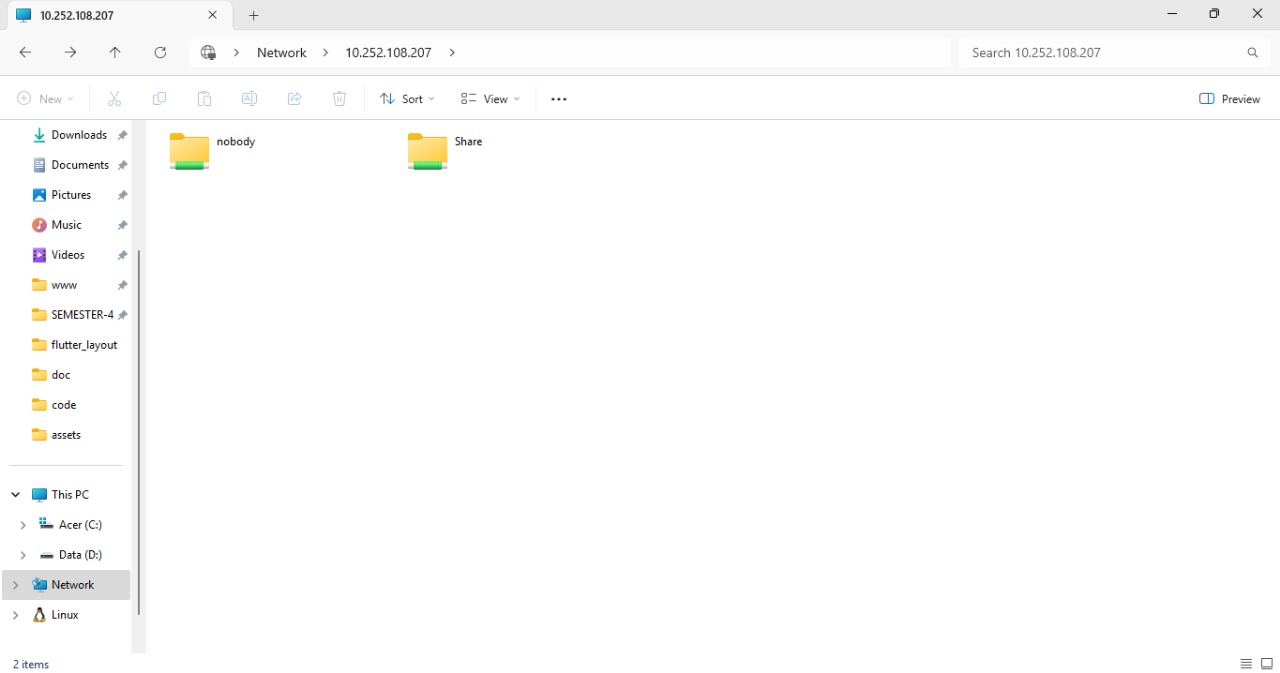 10.252.108.207
Network
10.252.108.207
Search 10.252.108.207
New
Sort
View
Preview
Downloads
Documents
Pictures
Music
Videos
www
SEMESTER-4
flutter_layout
doc
code
assets
This PC
Acer (C:)
Data (D:)
Network
Linux
nobody
Share
2 items